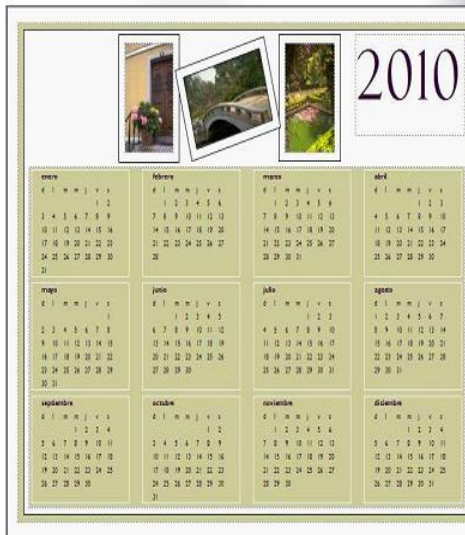 2010
enero
d l m m j v s
1 2
3 4 5 6 7 8 9
10 11 12 13 14 15 16
17 18 19 20 21 22 23
24 25 26 27 28 29 30
31
febrero
d l m m j v s
1 2 3 4 5 6
7 8 9 10 11 12 13
14 15 16 17 18 19 20
21 22 23 24 25 26 27
28
marzo
d l m m j v s
1 2 3 4 5 6
7 8 9 10 11 12 13
14 15 16 17 18 19 20
21 22 23 24 25 26 27
28 29 30 31
abril
d l m m j v s
1 2 3
4 5 6 7 8 9 10
11 12 13 14 15 16 17
18 19 20 21 22 23 24
25 26 27 28 29 30
mayo
d l m m j v s
1
2 3 4 5 6 7 8
9 10 11 12 13 14 15
16 17 18 19 20 21 22
23 24 25 26 27 28 29
30 31
junio
d l m m j v s
1 2 3 4 5
6 7 8 9 10 11 12
13 14 15 16 17 18 19
20 21 22 23 24 25 26
27 28 29 30
julio
d l m m j v s
1 2 3
4 5 6 7 8 9 10
11 12 13 14 15 16 17
18 19 20 21 22 23 24
25 26 27 28 29 30 31
agosto
d l m m j v s
1 2 3 4 5 6 7
8 9 10 11 12 13 14
15 16 17 18 19 20 21
22 23 24 25 26 27 28
29 30 31
septiembre
d l m m j v s
1 2 3 4
5 6 7 8 9 10 11
12 13 14 15 16 17 18
19 20 21 22 23 24 25
26 27 28 29 30
octubre
d l m m j v s
1 2
3 4 5 6 7 8 9
10 11 12 13 14 15 16
17 18 19 20 21 22 23
24 25 26 27 28 29 30
31
noviembre
d l m m j v s
1 2 3 4 5 6
7 8 9 10 11 12 13
14 15 16 17 18 19 20
21 22 23 24 25 26 27
28 29 30
diciembre
d l m m j v s
1 2 3 4
5 6 7 8 9 10 11
12 13 14 15 16 17 18
19 20 21 22 23 24 25
26 27 28 29 30 31